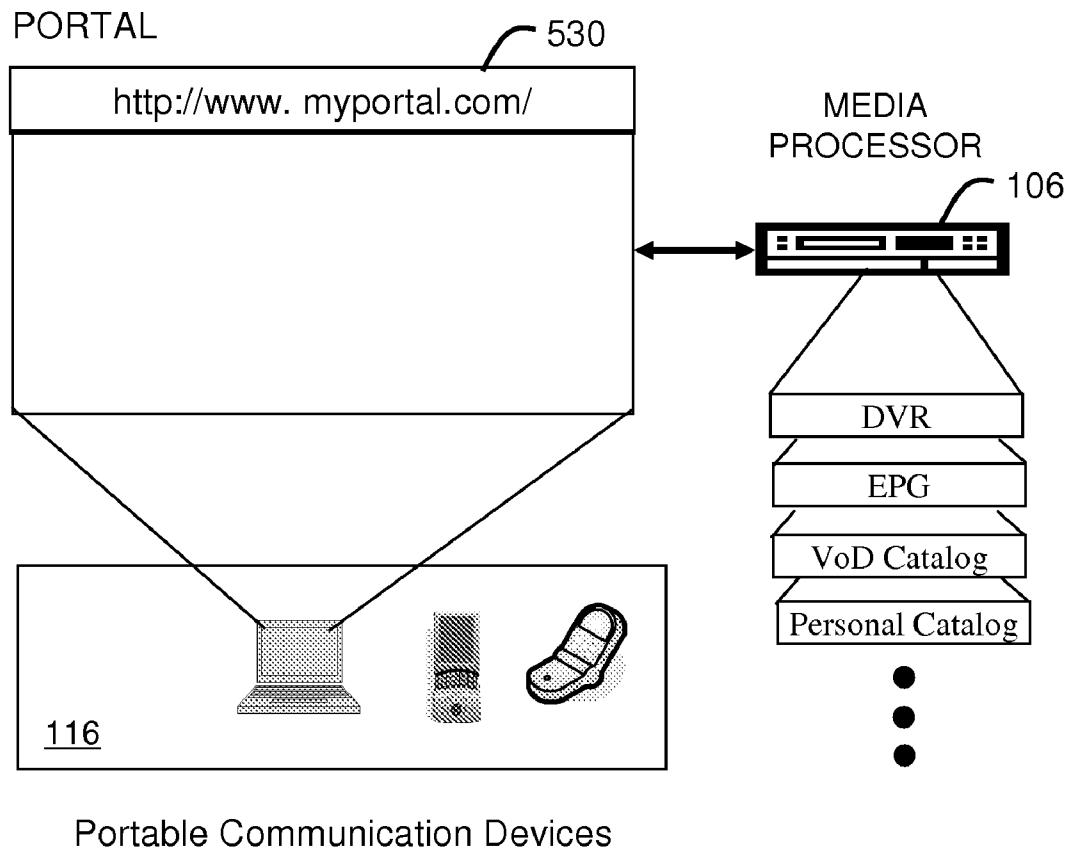 PORTAL
530
http://www. myportal.com/
MEDIA
PROCESSOR
106
DVR
EPG
VoD Catalog
Personal Catalog
116
Portable Communication Devices